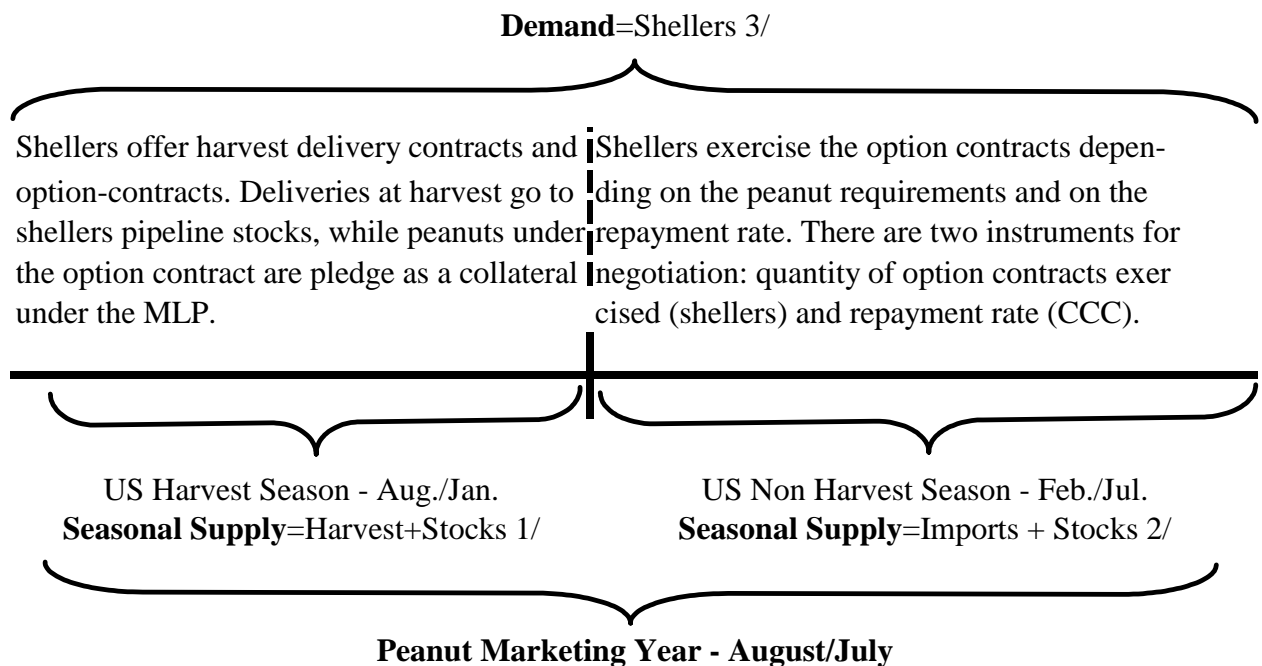 Demand=Shellers 3/
Shellers offer harvest delivery contracts and
option-contracts. Deliveries at harvest go to
shellers pipeline stocks, while peanuts under
the option contract are pledge as a collateral
under the MLP.
Shellers exercise the option contracts depen-
ding on the peanut requirements and on the
repayment rate. There are two instruments for
negotiation: quantity of option contracts exer
cised (shellers) and repayment rate (CCC).
US Harvest Season - Aug./Jan.
Seasonal Supply=Harvest+Stocks 1/
US Non Harvest Season - Feb./Jul.
Seasonal Supply=Imports + Stocks 2/
Peanut Marketing Year - August/July